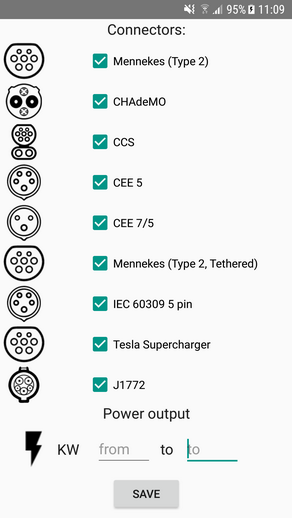 95% 11:09
Connectors:
Mennekes (Type 2)
CHAdeMO
CCS
CEE 5
CEE 7/5
Mennekes (Type 2, Tethered)
IEC 60309 5 pin
Tesla Supercharger
J1772
Power output
KW from to to
SAVE